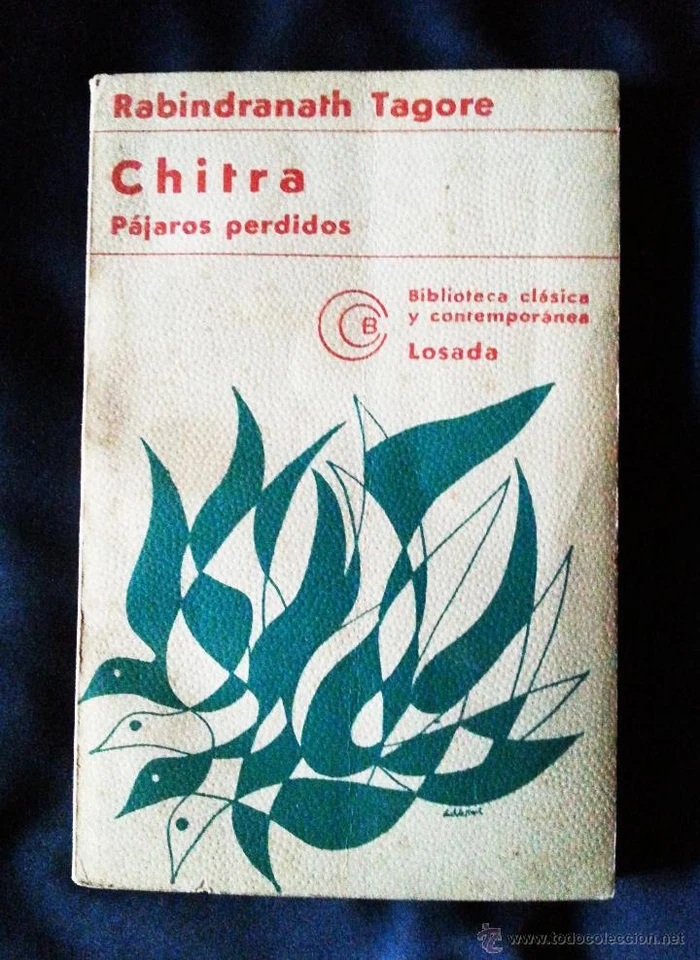 Rabindranath Tagore
Chitra
Pájaros perdidos
B
Biblioteca clásica
y contemporánea
Losada
www.todocoleccion.net